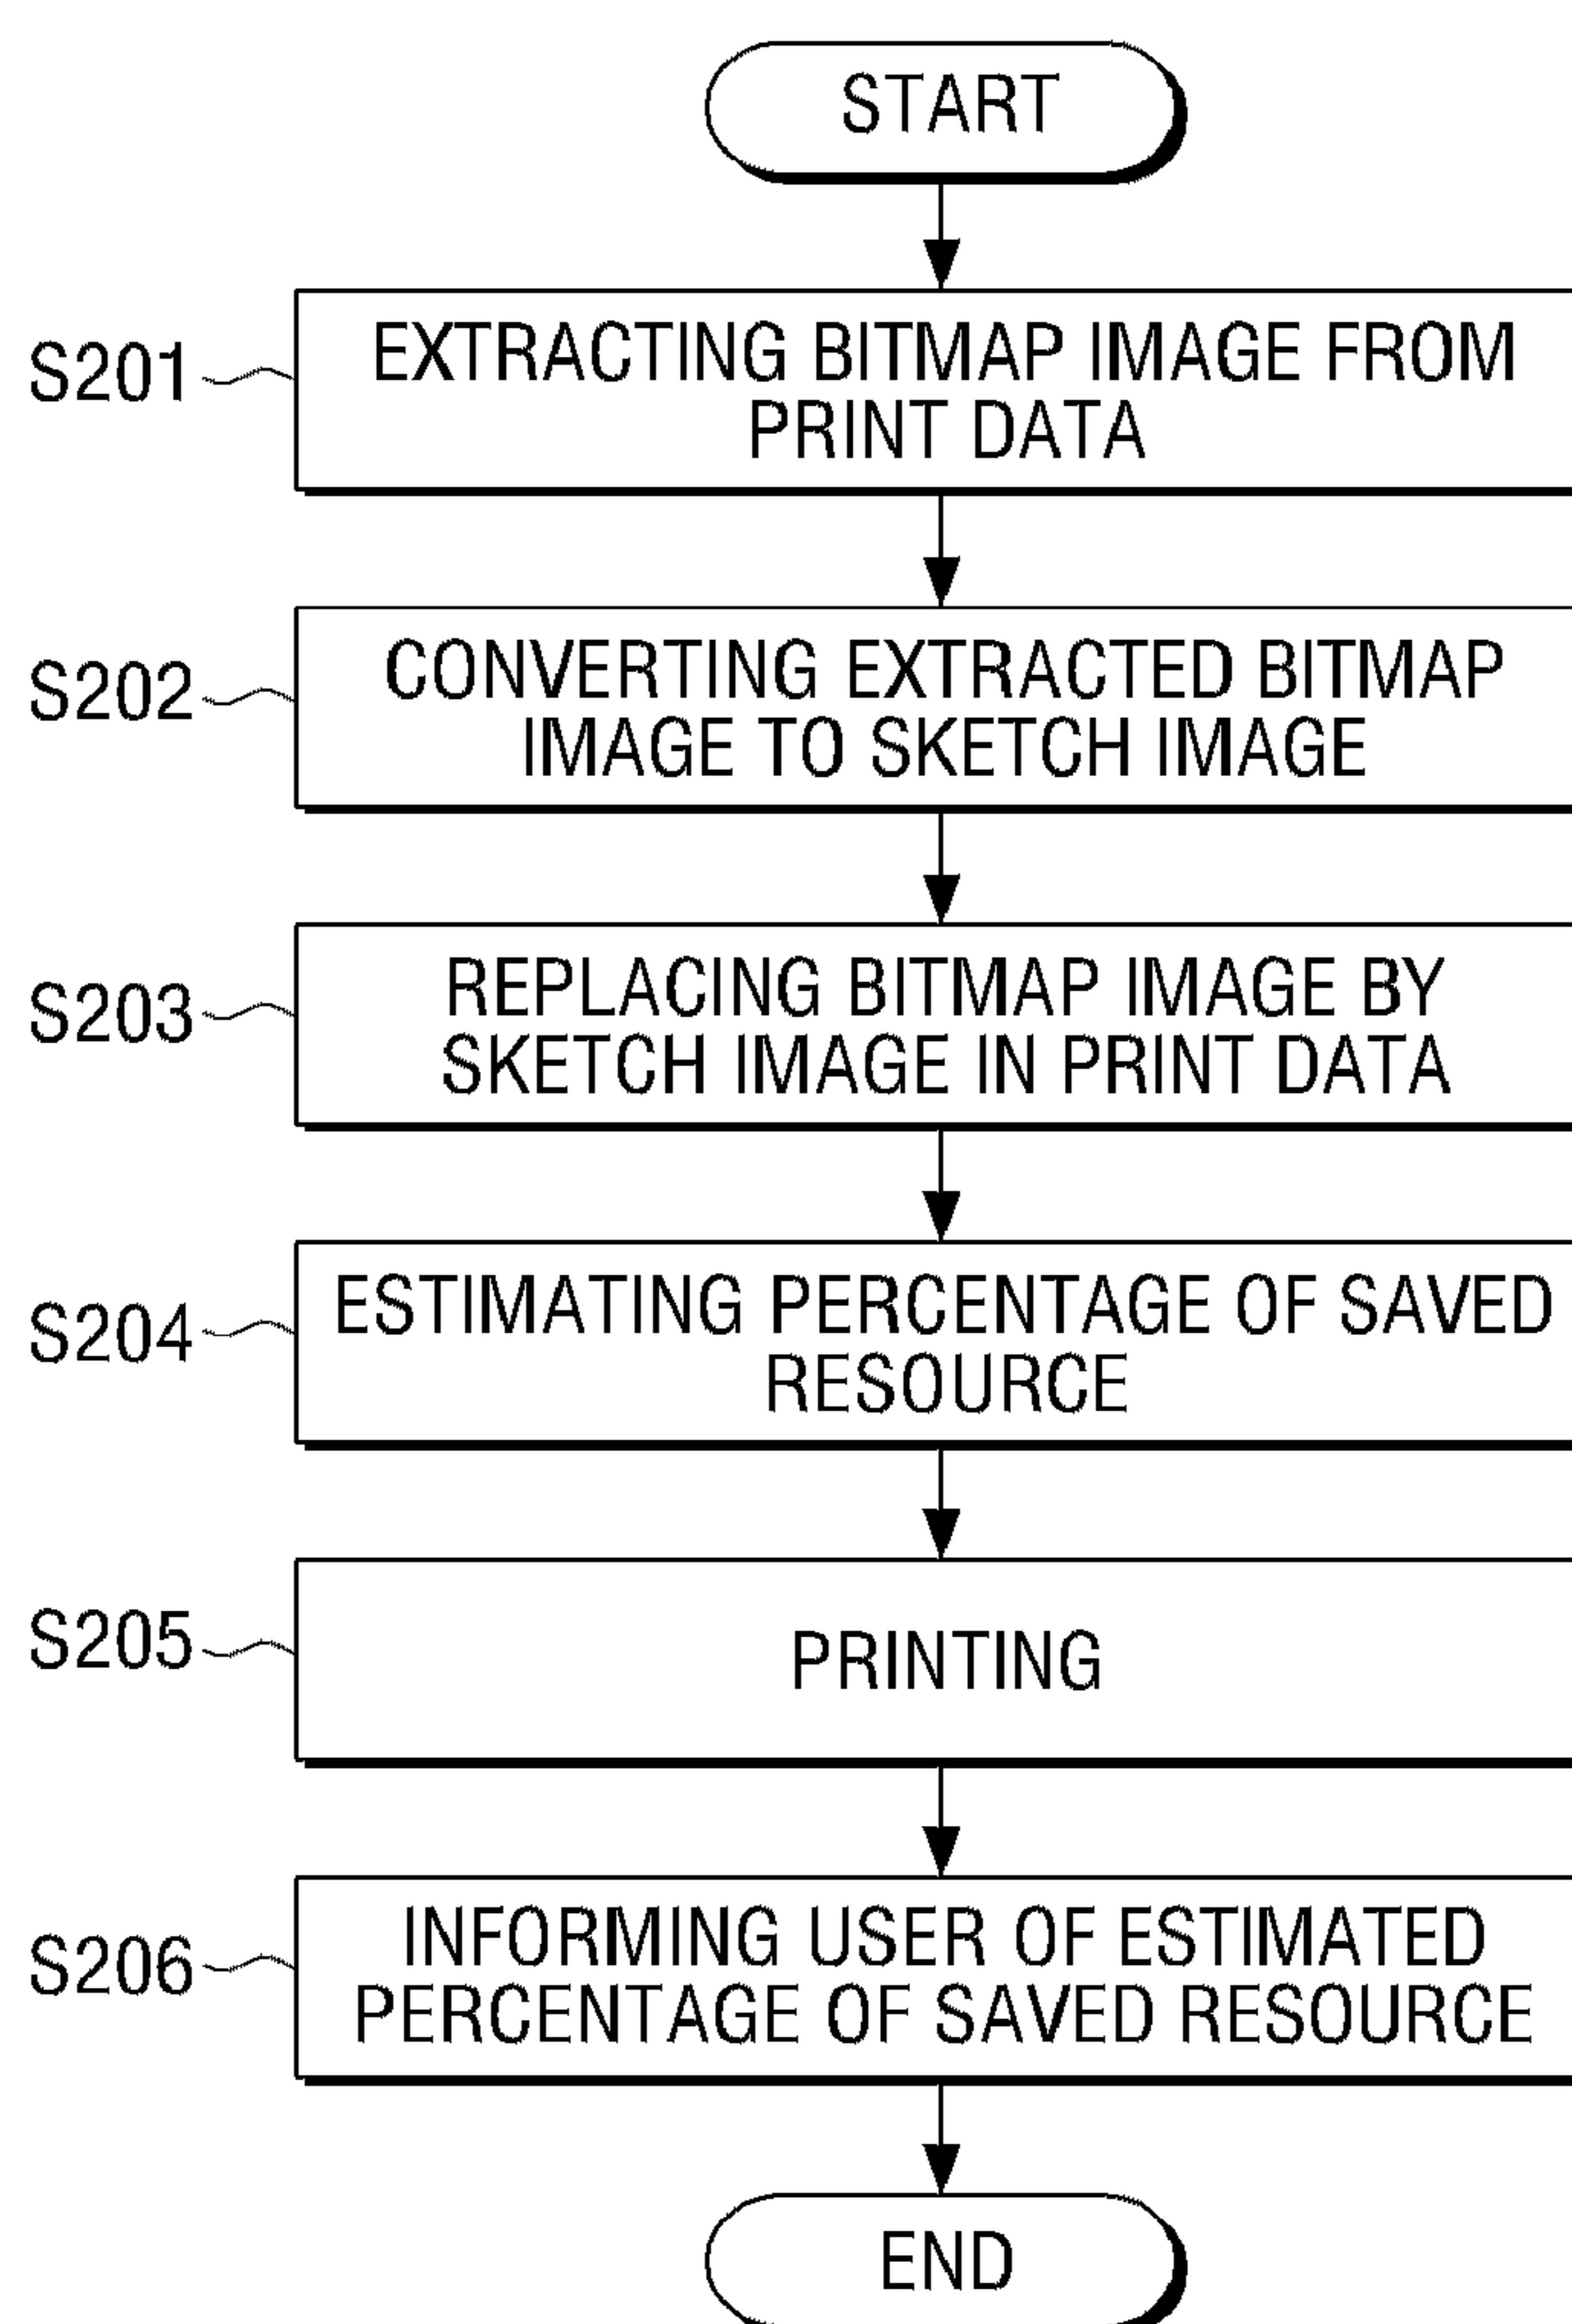 START
S201
EXTRACTING BITMAP IMAGE FROM
PRINT DATA
S202
CONVERTING EXTRACTED BITMAP
IMAGE TO SKETCH IMAGE
S203
REPLACING BITMAP IMAGE BY
SKETCH IMAGE IN PRINT DATA
S204
ESTIMATING PERCENTAGE OF SAVED
RESOURCE
S205
PRINTING
S206
INFORMING USER OF ESTIMATED
PERCENTAGE OF SAVED RESOURCE
END